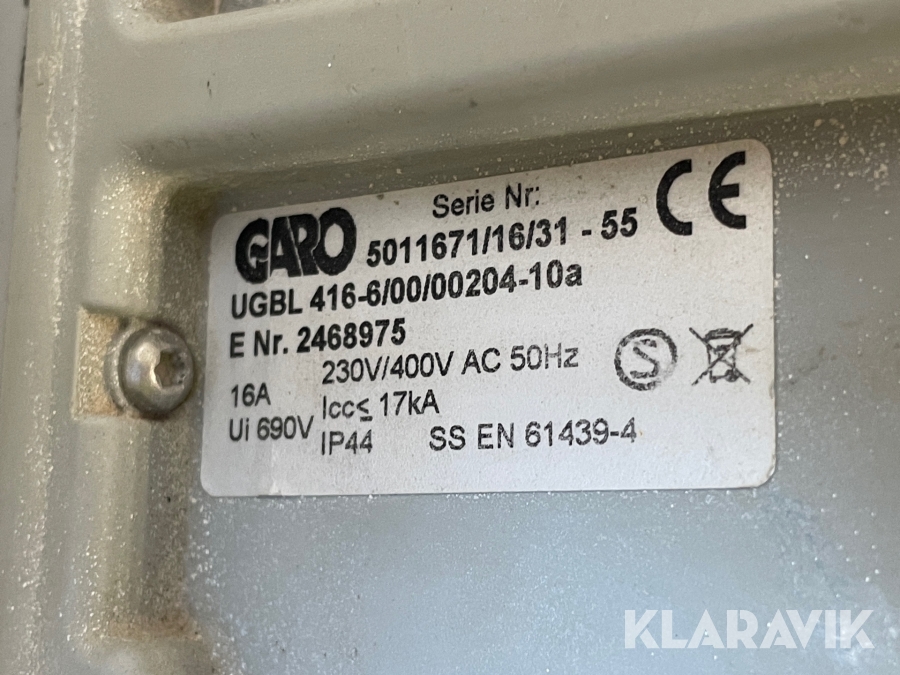 GARO
Serie Nr:
5011671/16/31 - 55
CE
UGBL 416-6/00/00204-10a
E Nr. 2468975
16A 230V/400V AC 50Hz
Icc≤ 17kA
Ui 690V
IP44 SS EN 61439-4
S
KLARAVIK